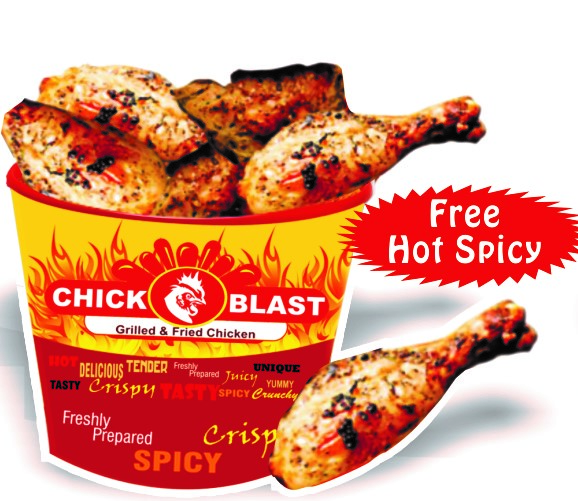 Free
Hot Spicy
CHICK BLAST
Grilled & Fried Chicken
HOT DELICIOUS TENDER Freshly Prepared Juicy UNIQUE
TASTY Crispy TASTY SPICY YUMMY Crunchy
Freshly
Prepared
Crisp
SPICY